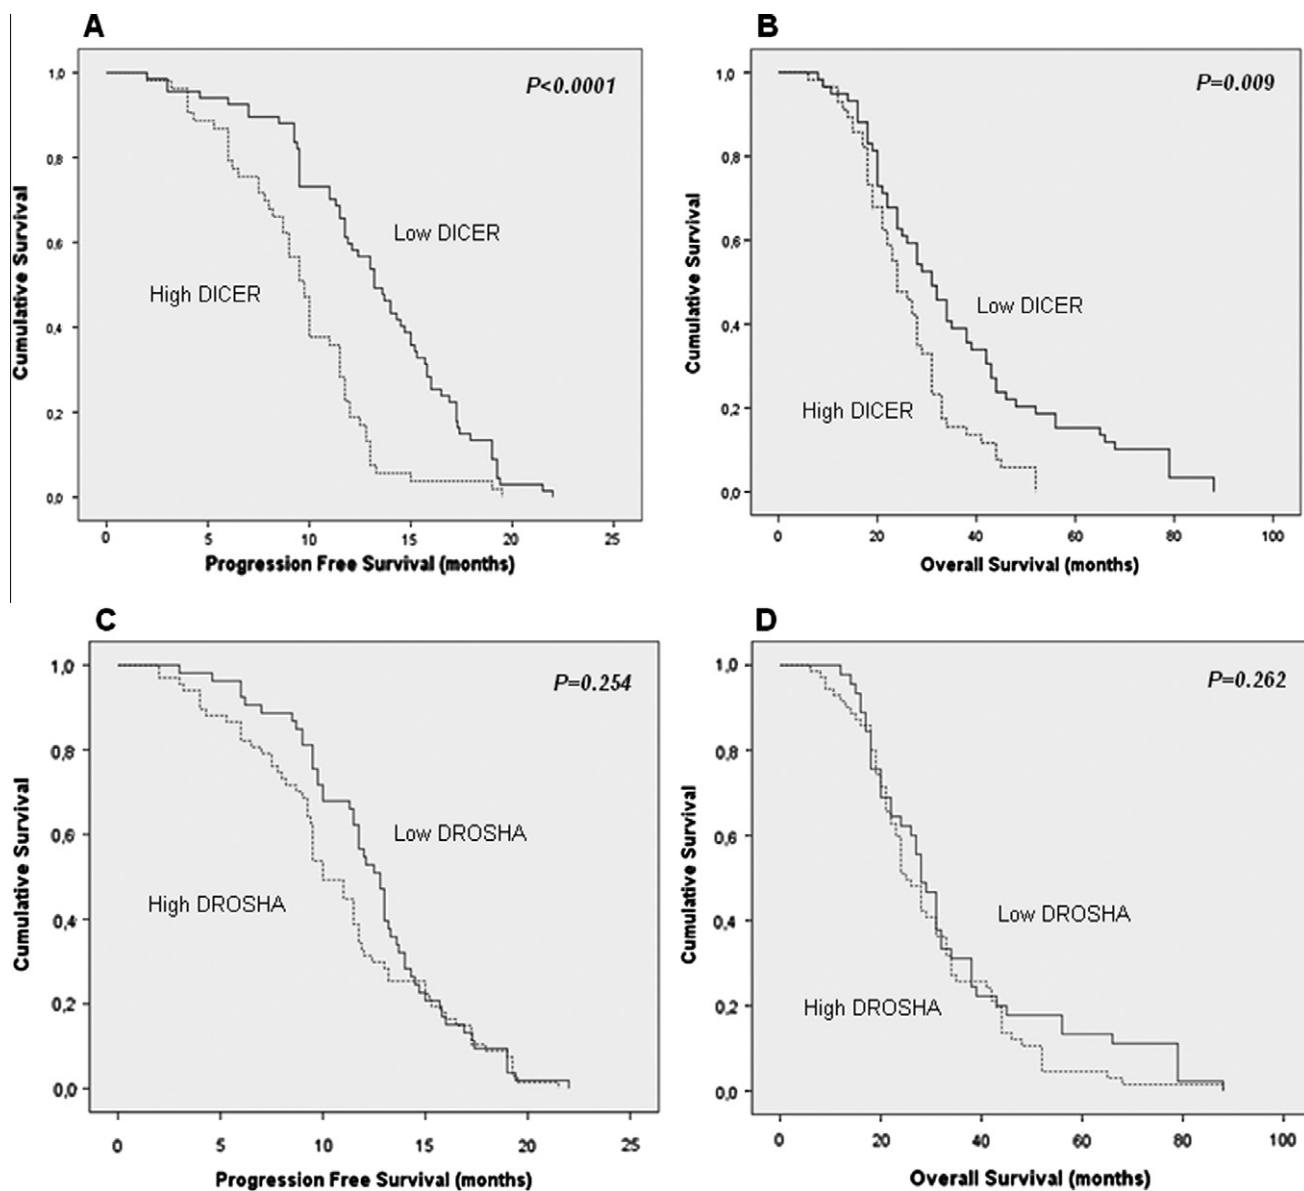 A
P<0.0001
1,0
0,8
0,6
0,4
0,2
0,0
Cumulative Survival
Low DICER
High DICER
0 5 10 15 20 25
Progression Free Survival (months)
B
P=0.009
1,0
0,8
0,6
0,4
0,2
0,0
Cumulative Survival
Low DICER
High DICER
0 20 40 60 80 100
Overall Survival (months)
C
P=0.254
1,0
0,8
0,6
0,4
0,2
0,0
Cumulative Survival
Low DROSHA
High DROSHA
0 5 10 15 20 25
Progression Free Survival (months)
D
P=0.262
1,0
0,8
0,6
0,4
0,2
0,0
Cumulative Survival
Low DROSHA
High DROSHA
0 20 40 60 80 100
Overall Survival (months)